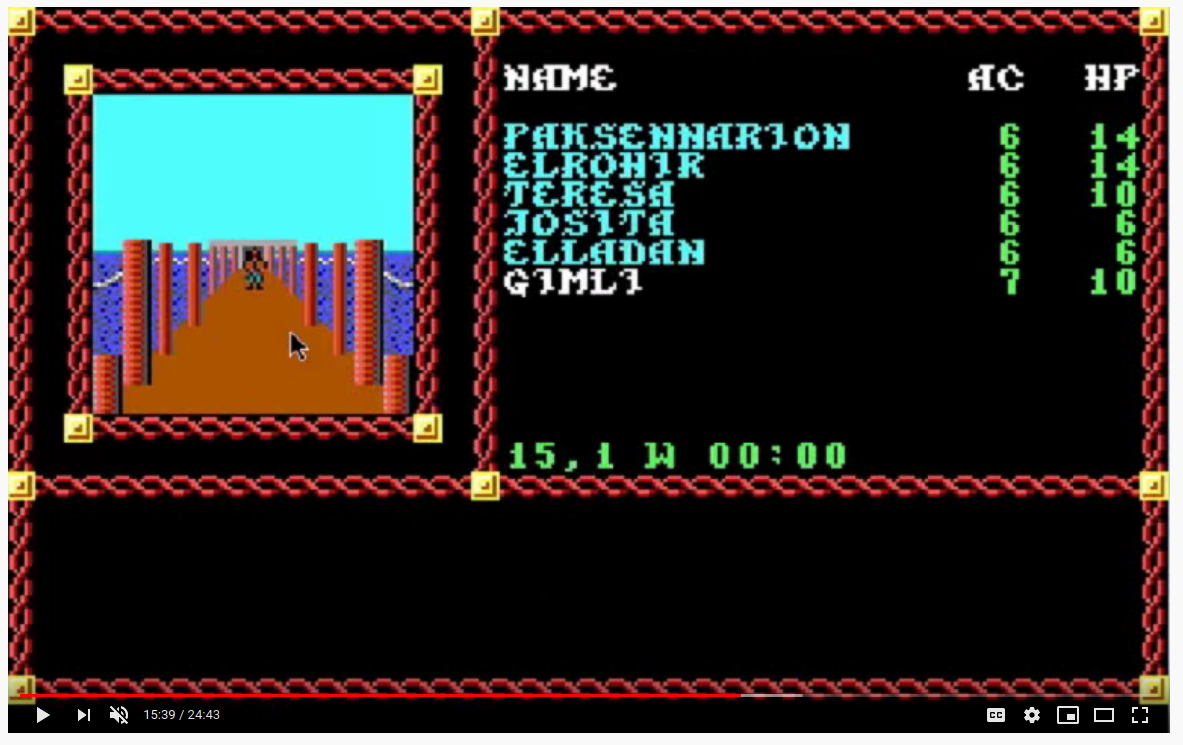 NAME AC HP
PAKSENNARION 6 14
ELROHIR 6 14
TERESA 6 10
JOSITA 6 6
ELLADAN 6 6
GIMLI 7 10
15,1 W 00:00
15:39 / 24:43
CC